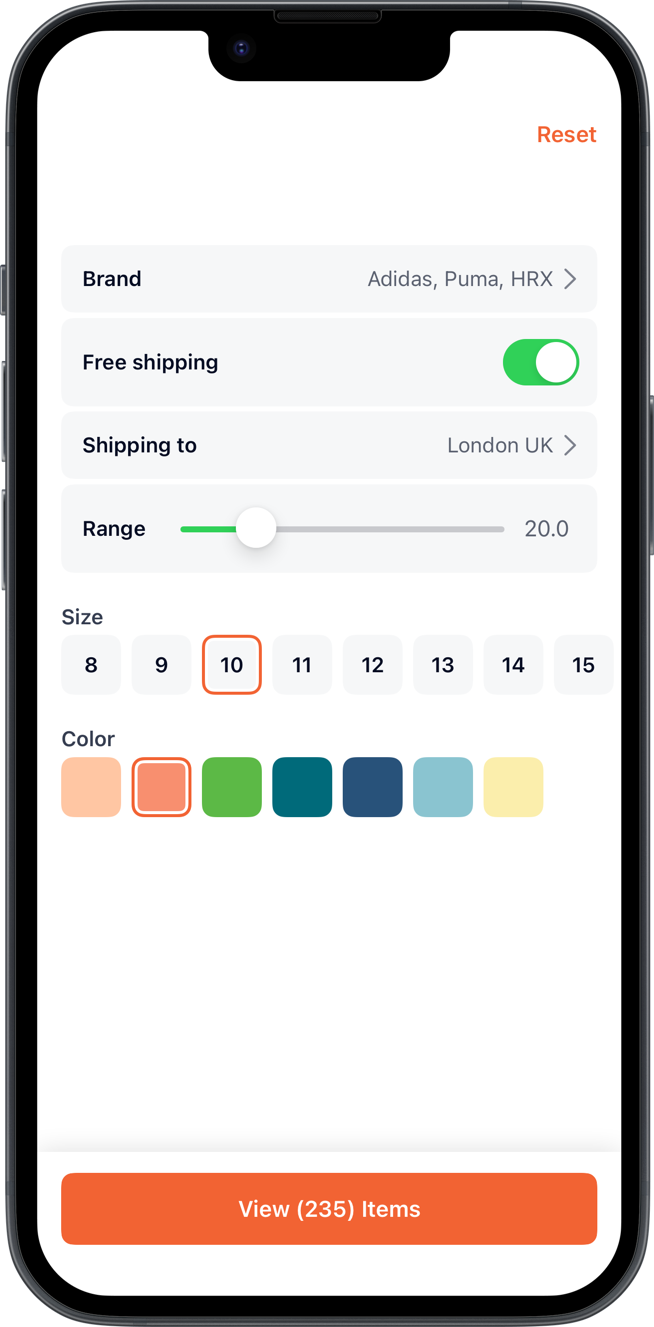 Reset
Brand Adidas, Puma, HRX
Free shipping
Shipping to London UK
Range 20.0
Size
8 9 10 11 12 13 14 15
Color
View (235) Items